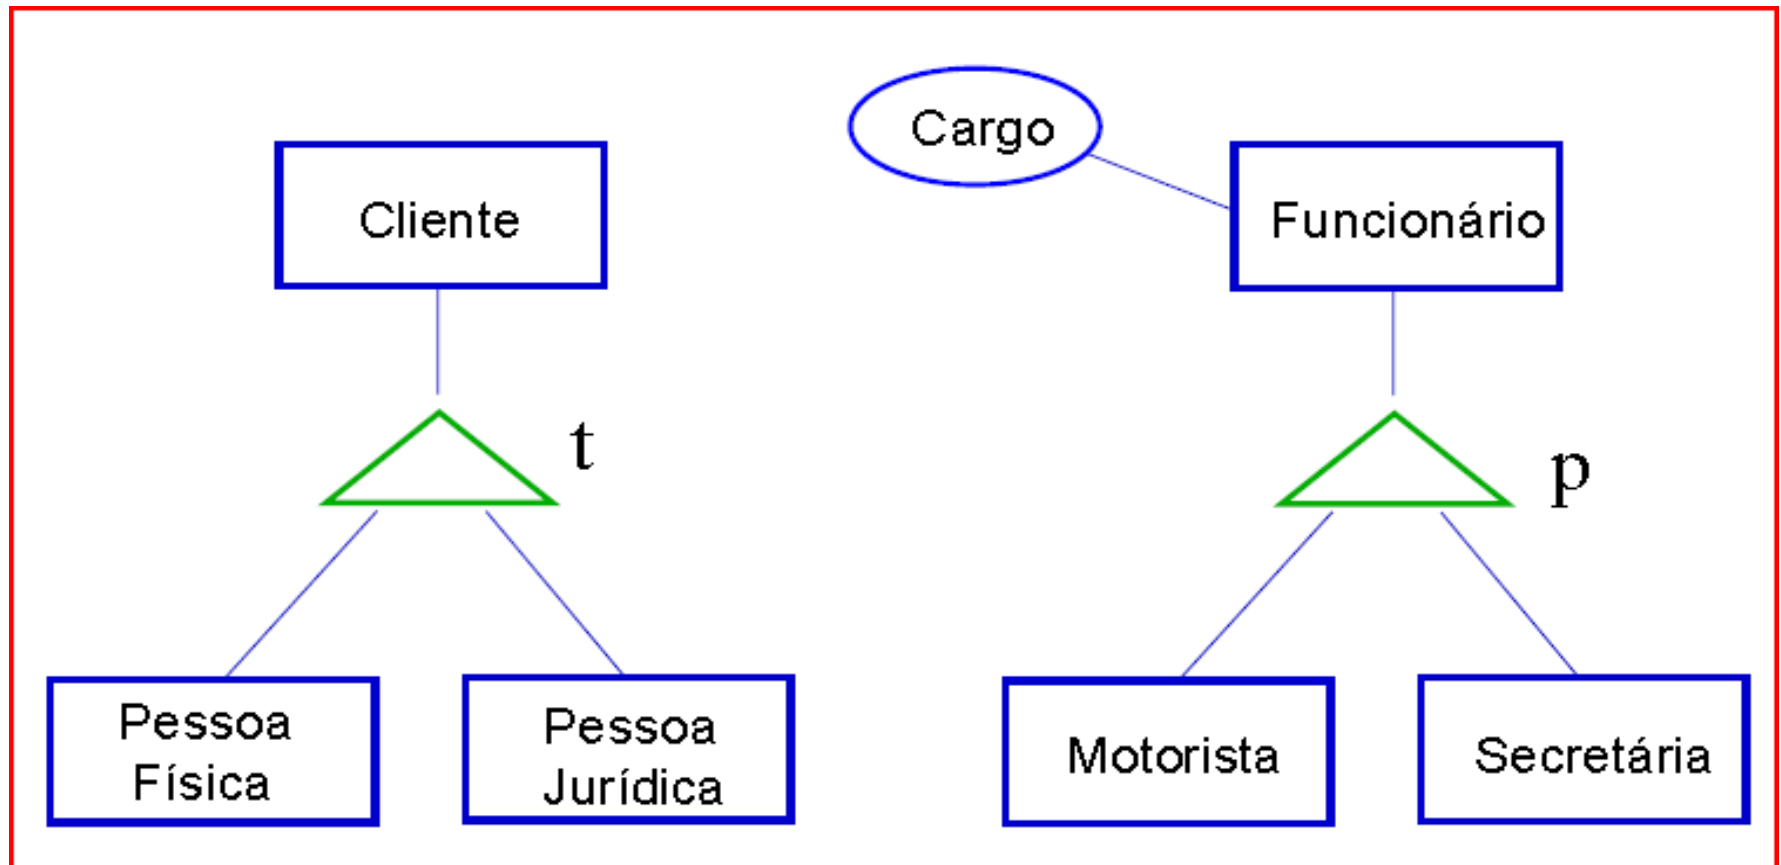 Cargo
Cliente
Funcionário
t
p
Pessoa
Física
Pessoa
Jurídica
Motorista
Secretária